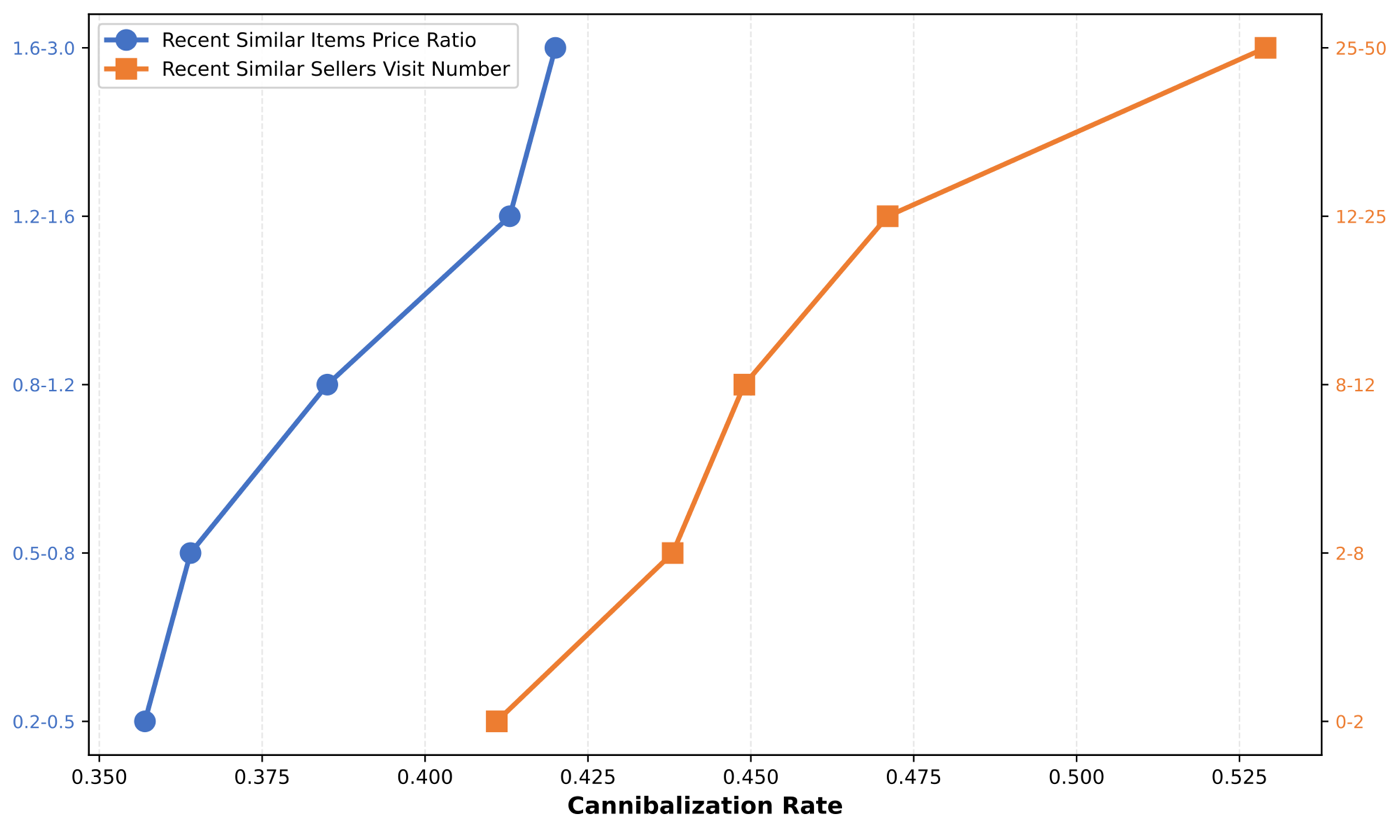 Recent Similar Items Price Ratio
Recent Similar Sellers Visit Number
1.6-3.0
1.2-1.6
0.8-1.2
0.5-0.8
0.2-0.5
25-50
12-25
8-12
2-8
0-2
0.350 0.375 0.400 0.425 0.450 0.475 0.500 0.525
Cannibalization Rate